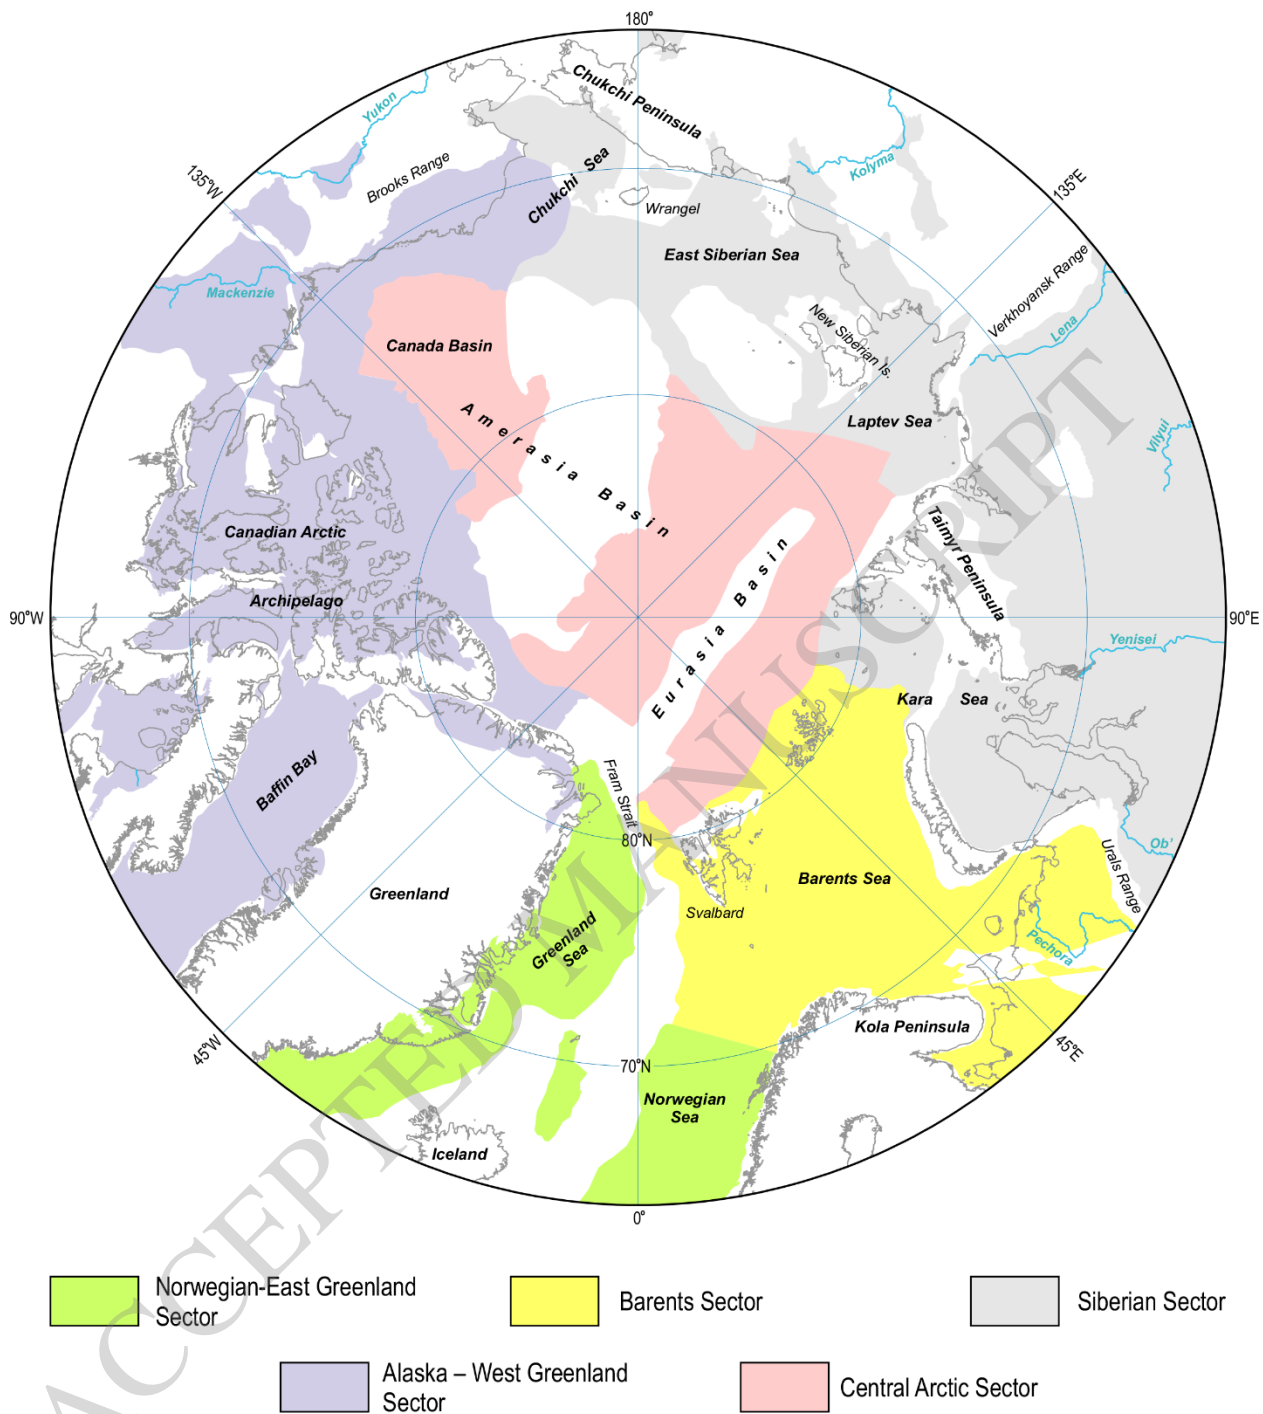 180°
Chukchi Peninsula
Yukon
Kolyma
135°W
Brooks Range
Chukchi Sea
135°E
Wrangel
East Siberian Sea
Verkhoyansk Range
Mackenzie
Lena
New Siberian Is.
Canada Basin
Amerasia Basin
Laptev Sea
Vilyui
Canadian Arctic
Archipelago
Taimyr Peninsula
Eurasia Basin
90°W
90°E
Yenisei
Kara Sea
Baffin Bay
Fram Strait
80°N
Ob'
Urals Range
Greenland
Barents Sea
Svalbard
Greenland
Sea
Pechora
Kola Peninsula
45°W
45°E
70°N
Norwegian
Sea
Iceland
0°
ACCEPTED MANUSCRIPT
Norwegian-East Greenland
Sector
Barents Sector
Siberian Sector
Alaska – West Greenland
Sector
Central Arctic Sector